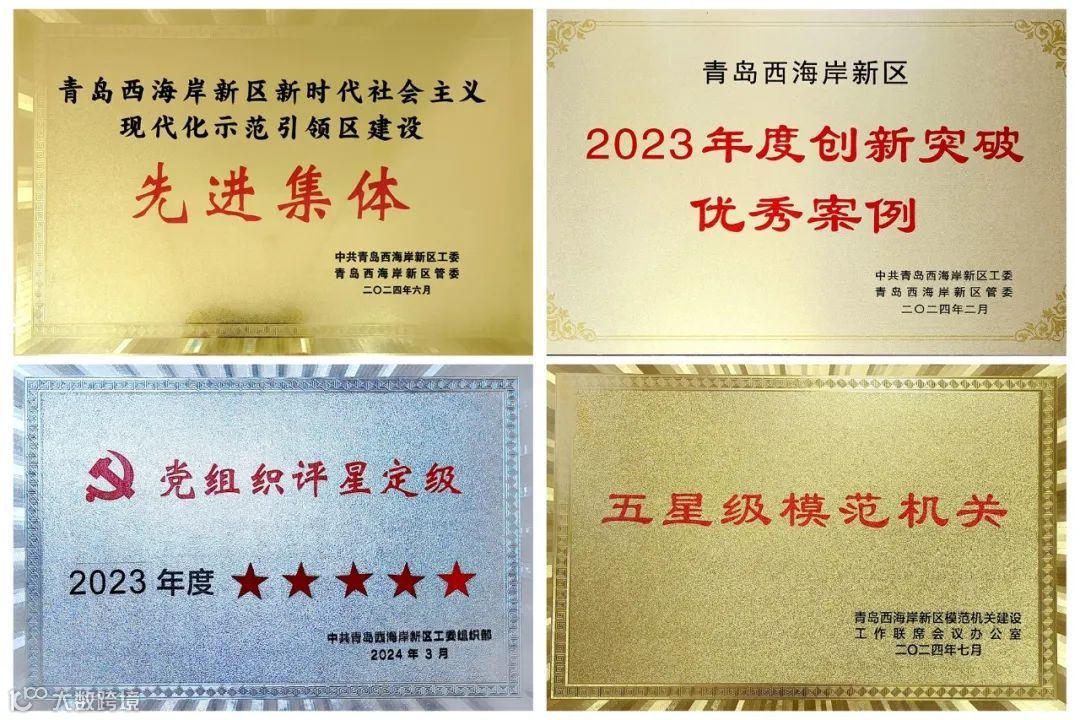 青岛西海岸新区新时代社会主义
现代化示范引领区建设
先进集体
中共青岛西海岸新区工委
青岛西海岸新区管委
二〇二四年六月
青岛西海岸新区
2023年度创新突破
优秀案例
中共青岛西海岸新区工委
青岛西海岸新区管委
二〇二四年二月
党组织评星定级
2023年度★★★★★
中共青岛西海岸新区工委组织部
2024年3月
五星级模范机关
青岛西海岸新区模范机关建设
工作联席会议办公室
二〇二四年七月
大数跨境